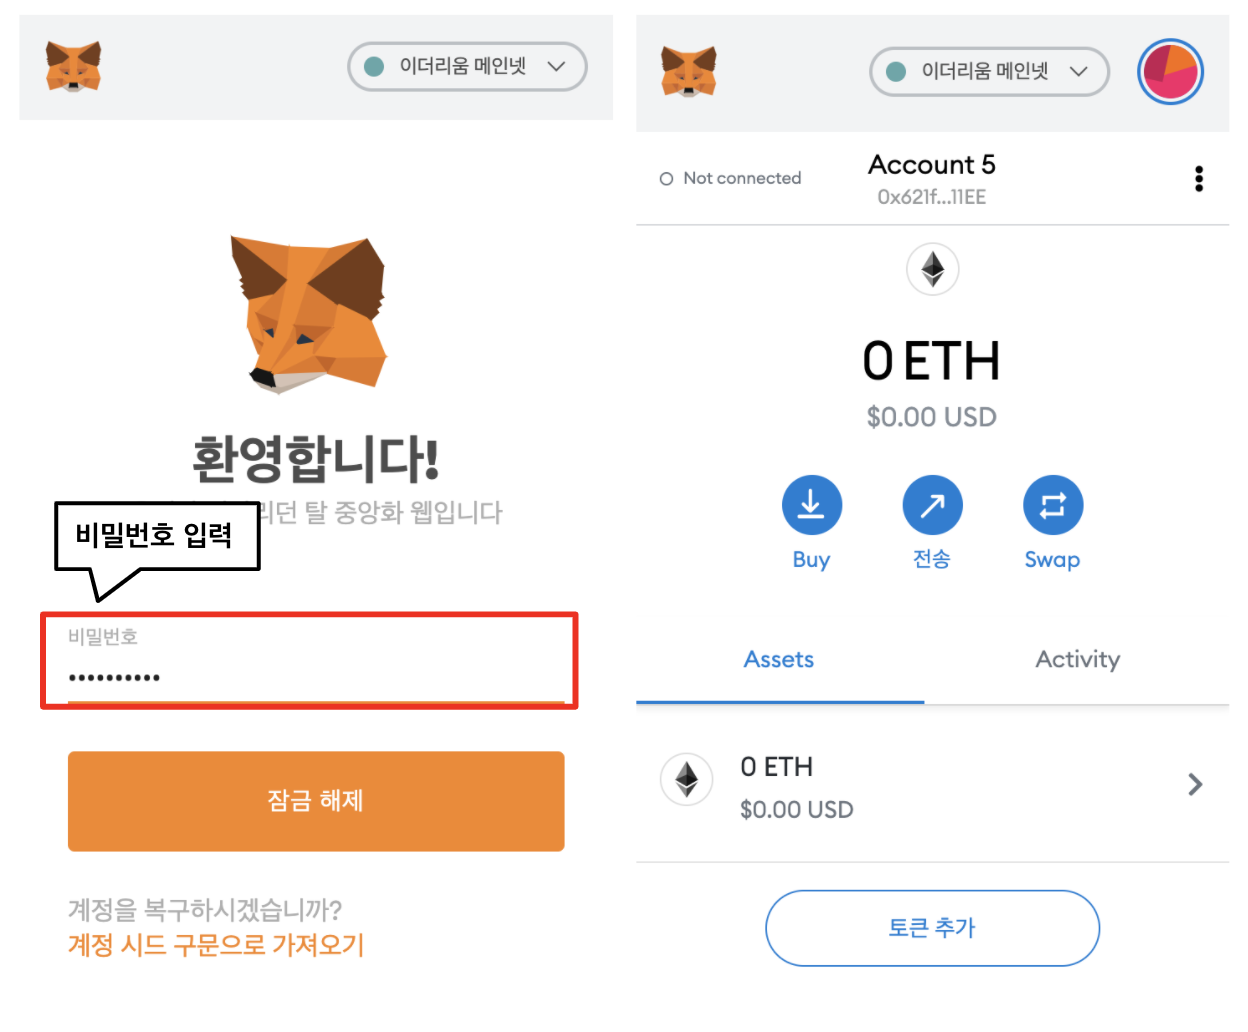 이더리움 메인넷
환영합니다!
리던 탈 중앙화 웹입니다
비밀번호 입력
비밀번호
••••••••••
잠금 해제
계정을 복구하시겠습니까?
계정 시드 구문으로 가져오기
이더리움 메인넷
Not connected
Account 5
0x621f...11EE
0 ETH
$0.00 USD
Buy
전송
Swap
Assets
Activity
0 ETH
$0.00 USD
토큰 추가